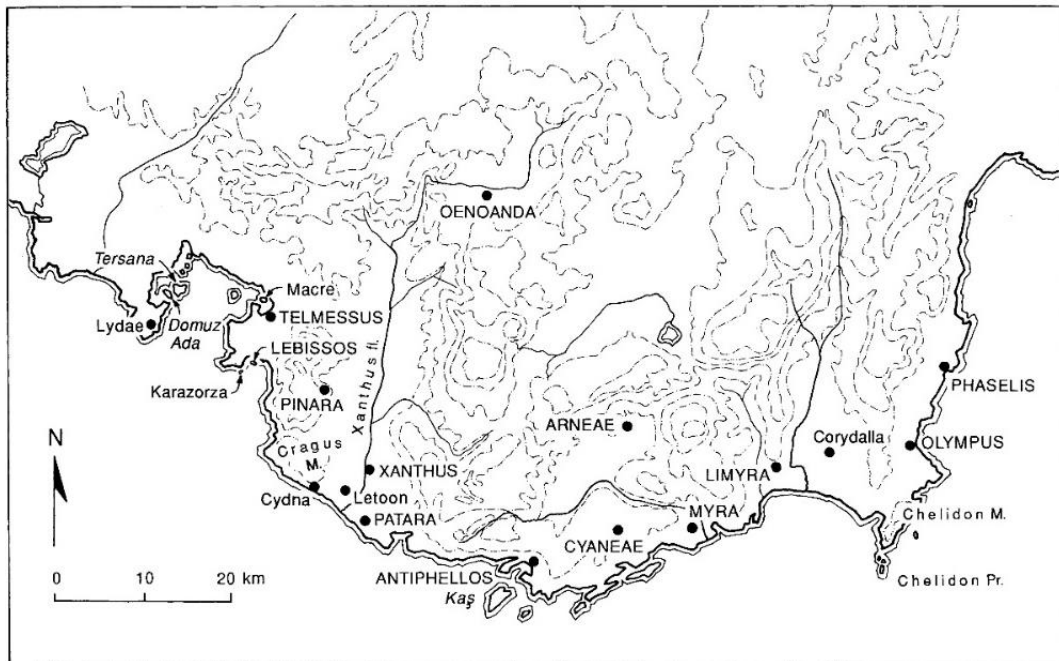 OENOANDA
Tersana
Macre
TELMESSUS
Lydae
Domuz
Ada
LEBISSOS
Karazorza
PINARA
Xanthus fl.
PHASELIS
N
ARNEAE
Cragus
M.
Corydalla
OLYMPUS
XANTHUS
LIMYRA
Cydna
Letoon
PATARA
MYRA
Chelidon M.
CYANEAE
0 10 20 km
ANTIPHELLOS
Kaş
Chelidon Pr.